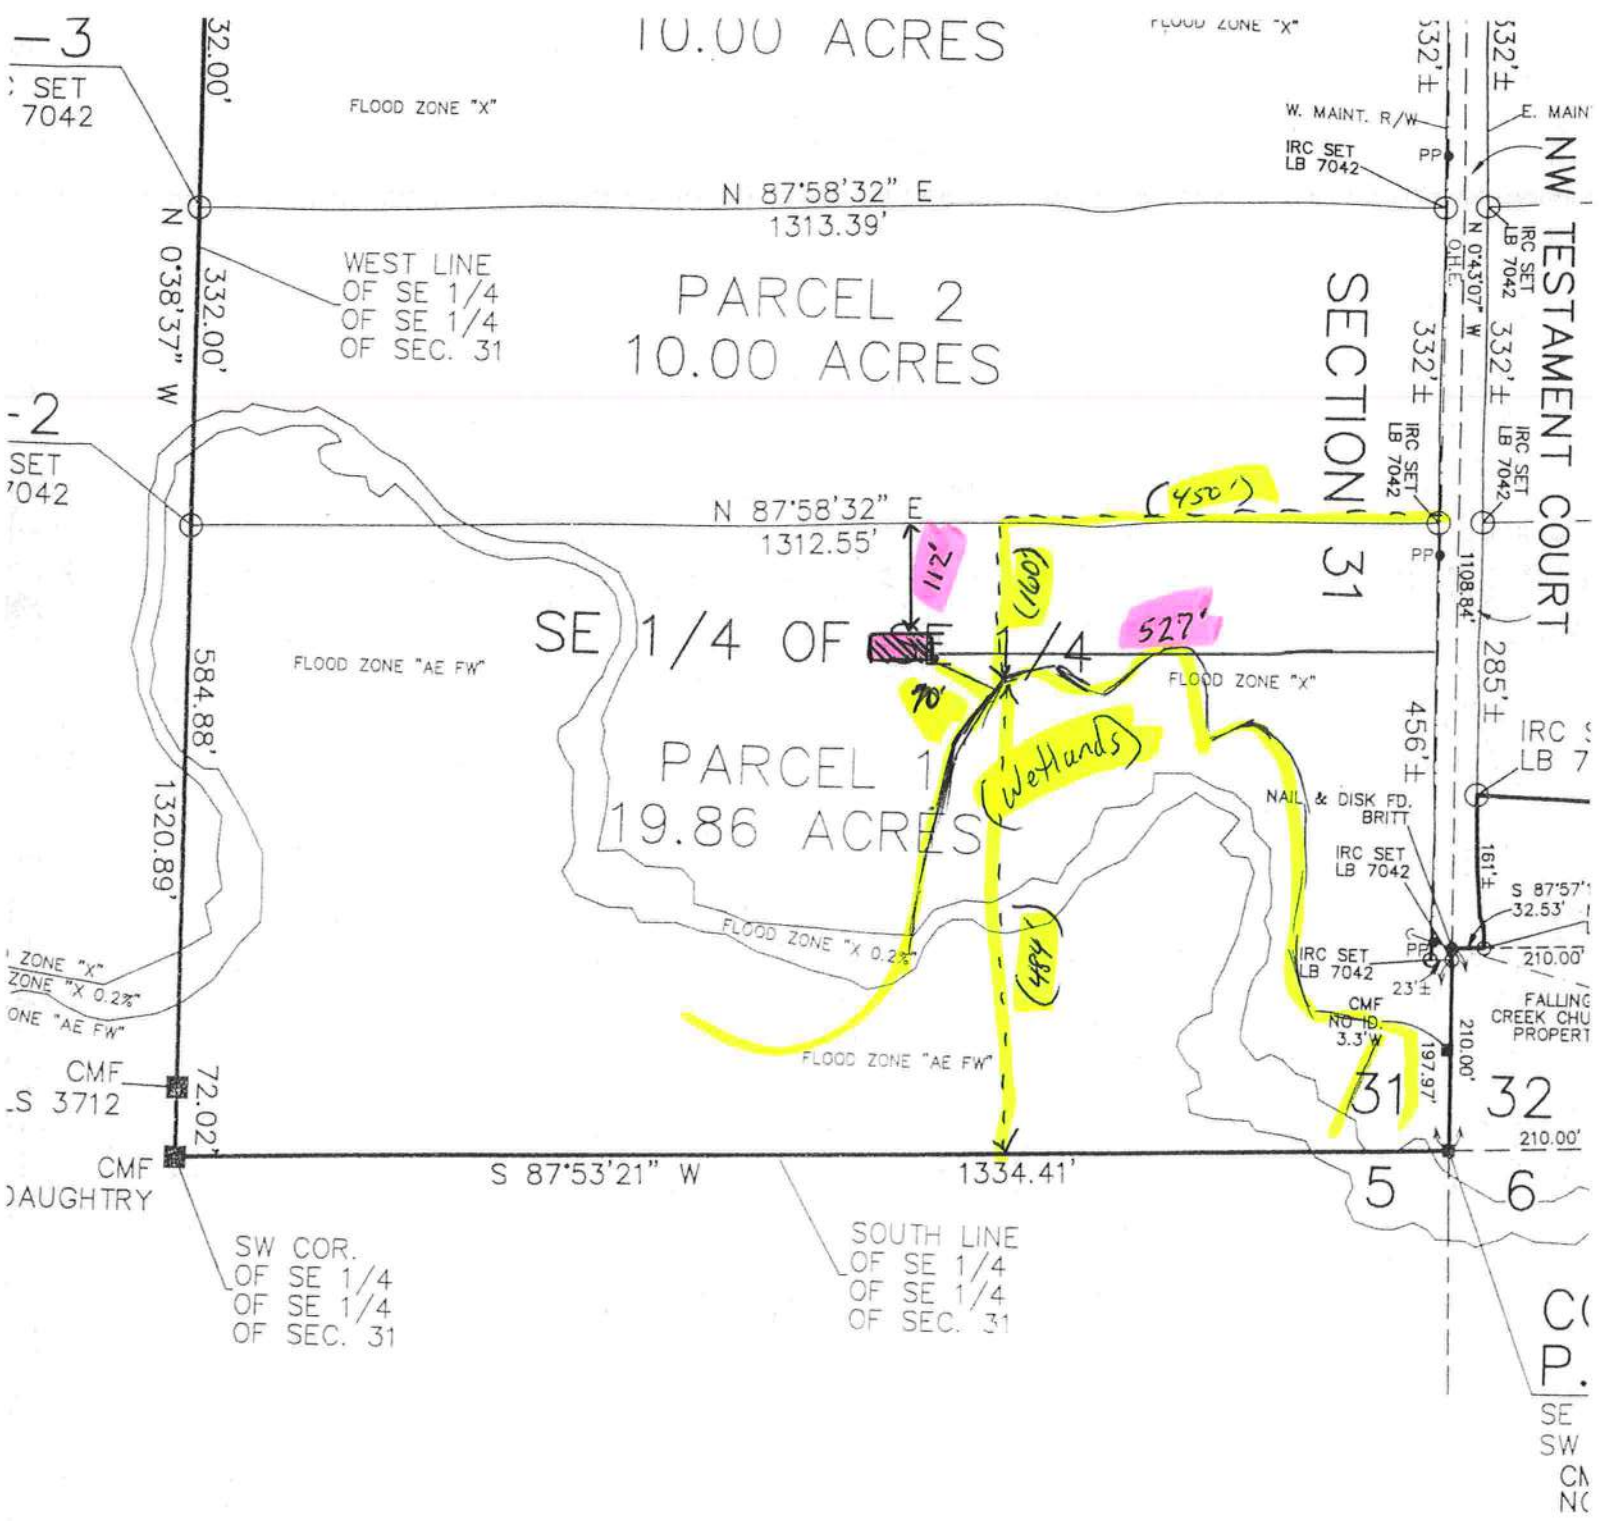 10.00 ACRES
FLOOD ZONE "X"
-3
SET
7042
32.00'
FLOOD ZONE "X"
332'±
332'±
W. MAINT. R/W
E. MAINT
IRC SET
LB 7042
PP
NW TESTAMENT COURT
N 87°58'32" E
1313.39'
N 0°38'37" W
332.00'
WEST LINE
OF SE 1/4
OF SE 1/4
OF SEC. 31
PARCEL 2
10.00 ACRES
SECTION 31
O.H.E.
N 0°43'07" W
IRC SET
LB 7042
332'±
332'±
-2
SET
7042
IRC SET
LB 7042
IRC SET
LB 7042
(450')
N 87°58'32" E
1312.55'
112'
(100')
PP
1108.84'
SE 1/4 OF SE 1/4
527'
FLOOD ZONE "AE FW"
FLOOD ZONE "X"
584.88'
1320.89'
70'
456'±
285'±
PARCEL 1
19.86 ACRES
(Wetlands)
IRC S
LB 7
NAIL & DISK FD.
BRITT
IRC SET
LB 7042
161'±
S 87°57'1
32.53'
FLOOD ZONE "X 0.2%"
(484')
PP
IRC SET
LB 7042
23'±
210.00'
ZONE "X"
ZONE "X 0.2%"
ONE "AE FW"
CMF
NO ID.
3.3'W
FALLING
CREEK CHU
PROPERT
FLOOD ZONE "AE FW"
197.97'
210.00'
CMF
LS 3712
72.02'
31
32
210.00'
CMF
DAUGHTRY
S 87°53'21" W
1334.41'
5
6
SW COR.
OF SE 1/4
OF SE 1/4
OF SEC. 31
SOUTH LINE
OF SE 1/4
OF SE 1/4
OF SEC. 31
P.
SE
SW